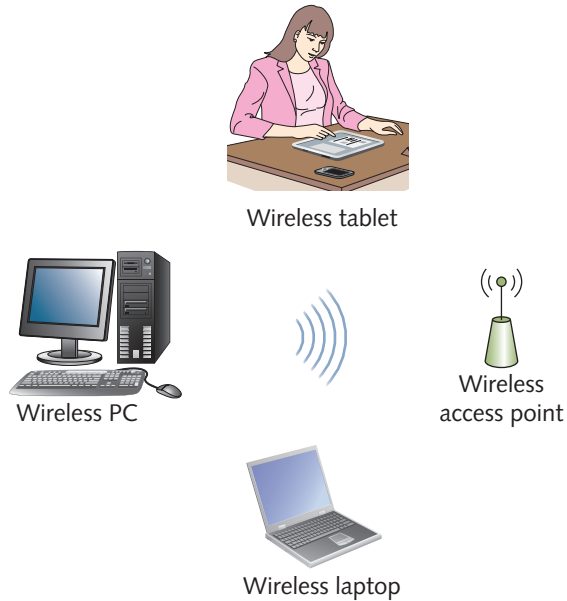 Wireless tablet
Wireless PC
Wireless
access point
Wireless laptop